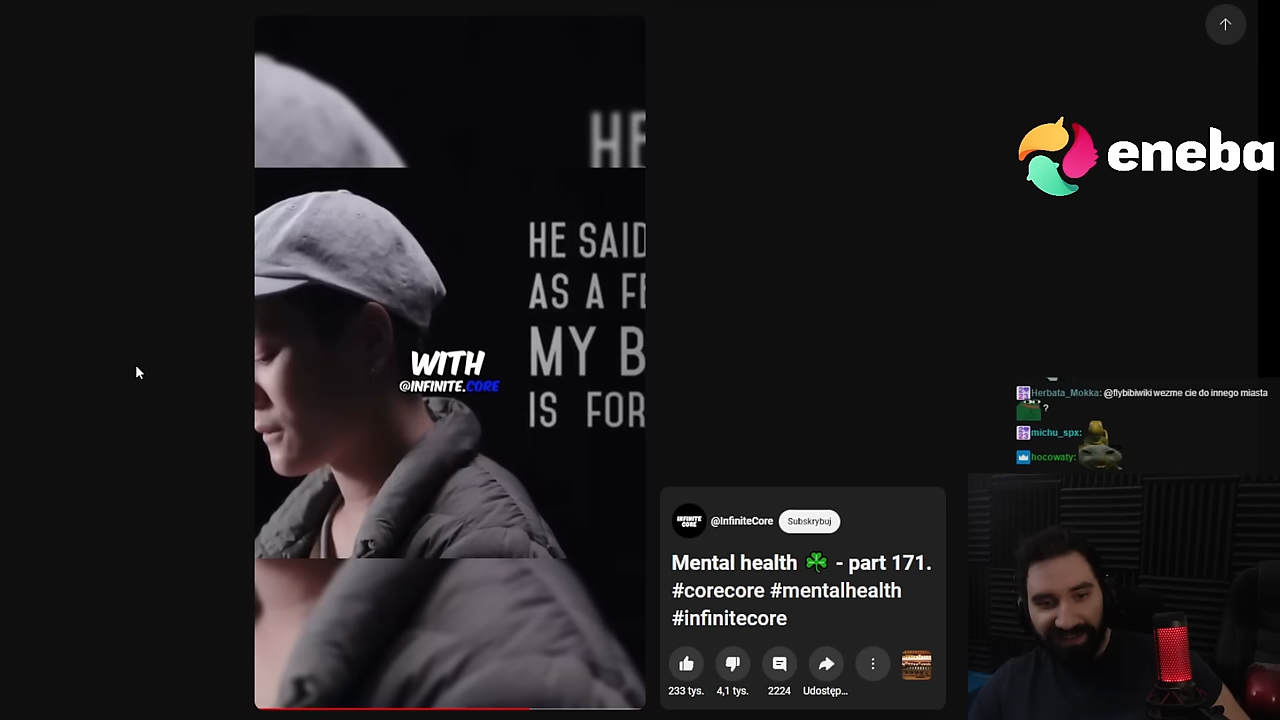 HE
HE SAID
AS A FE
MY B
IS FOR
WITH
@INFINITE.CORE
eneba
Herbata_Mokka: @flybibiwiki wezme cie do innego miasta
?
michu_spx:
hocowaty:
INFINITE
CORE
@InfiniteCore
Subskrybuj
Mental health ☘ - part 171.
#corecore #mentalhealth
#infinitecore
233 tys.
4,1 tys.
2224
Udostęp...